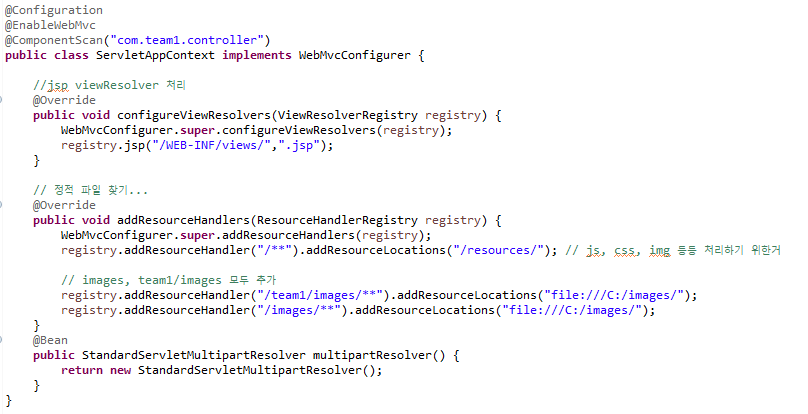 @Configuration
@EnableWebMvc
@ComponentScan("com.team1.controller")
public class ServletAppContext implements WebMvcConfigurer {
//jsp viewResolver 처리
@Override
public void configureViewResolvers(ViewResolverRegistry registry) {
WebMvcConfigurer.super.configureViewResolvers(registry);
registry.jsp("/WEB-INF/views/",".jsp");
}
// 정적 파일 찾기...
@Override
public void addResourceHandlers(ResourceHandlerRegistry registry) {
WebMvcConfigurer.super.addResourceHandlers(registry);
registry.addResourceHandler("/**").addResourceLocations("/resources/"); // js, css, img 등등 처리하기 위한거
// images, team1/images 모두 추가
registry.addResourceHandler("/team1/images/**").addResourceLocations("file:///C:/images/");
registry.addResourceHandler("/images/**").addResourceLocations("file:///C:/images/");
}
@Bean
public StandardServletMultipartResolver multipartResolver() {
return new StandardServletMultipartResolver();
}
}